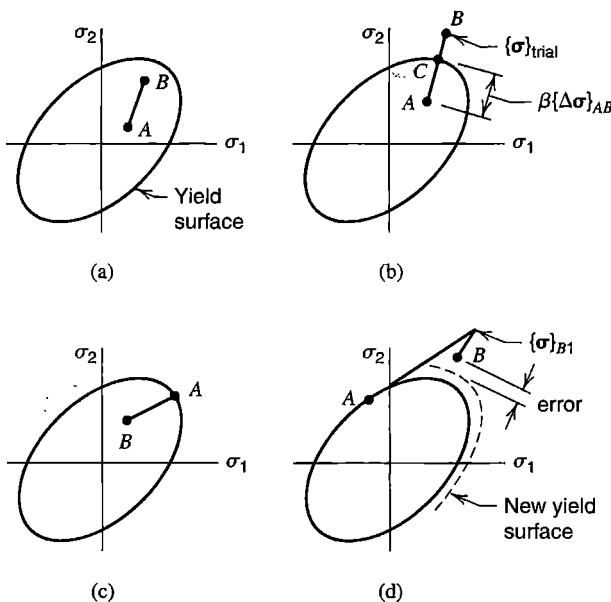 σ2
B
A
σ1
Yield
surface
(a)
σ2
B
{σ}trial
C
A
β{Δσ}AB
σ1
(b)
σ2
A
B
σ1
(c)
σ2
{σ}B1
B
A
error
σ1
New yield
surface
(d)